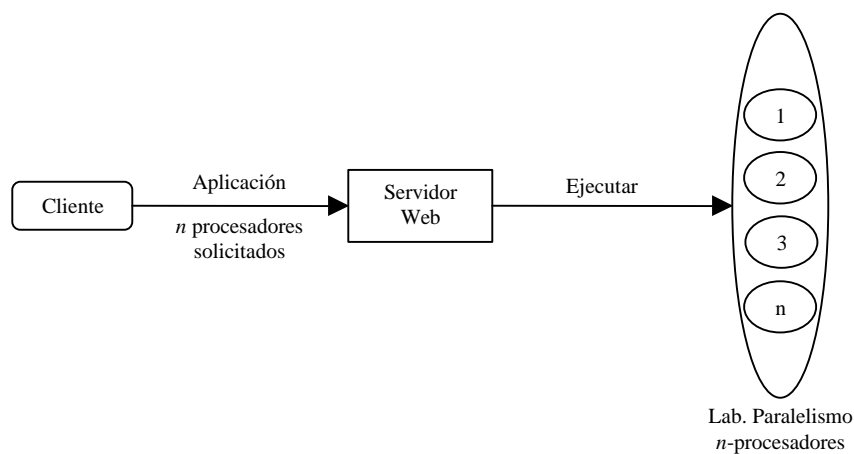 Cliente
Aplicación
n procesadores
solicitados
Servidor
Web
Ejecutar
1
2
3
n
Lab. Paralelismo
n-procesadores